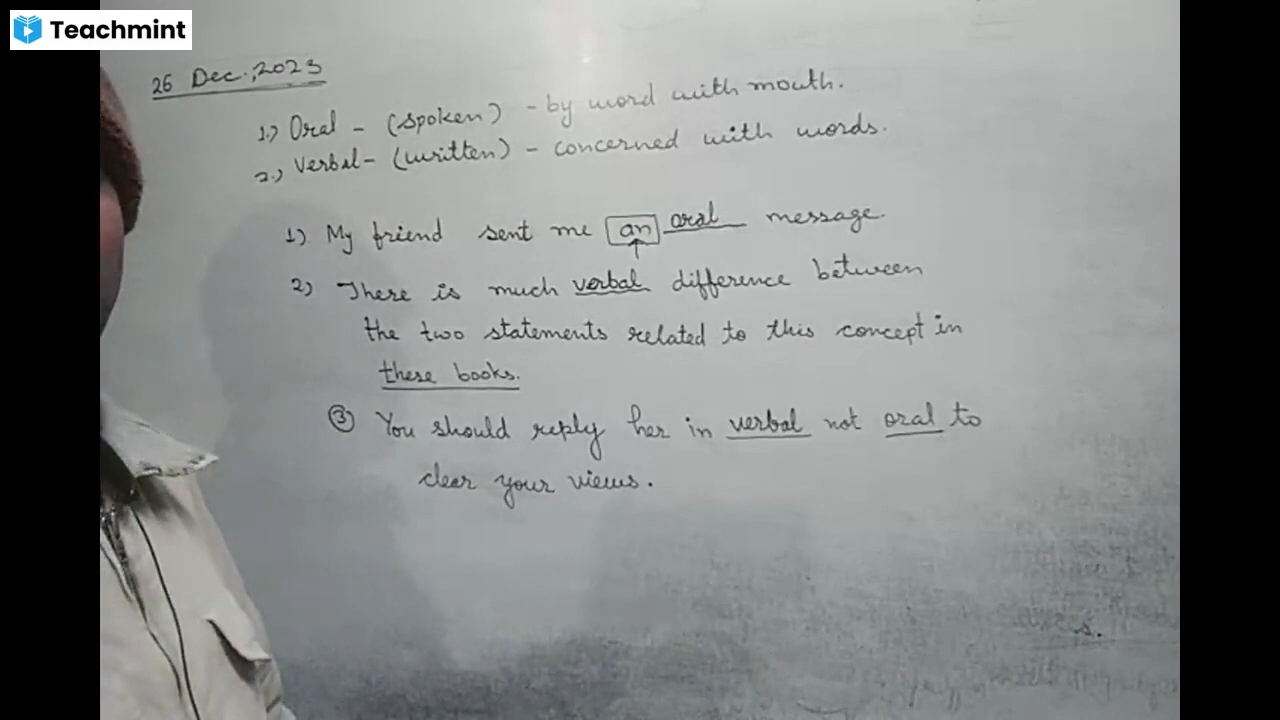 Teachmint
26 Dec., 2023
1.) Oral - (spoken) - by word with mouth.
2.) Verbal - (written) - concerned with words.
1) My friend sent me an oral message.
2) There is much verbal difference between
the two statements related to this concept in
these books.
3) You should reply her in verbal not oral to
clear your views.